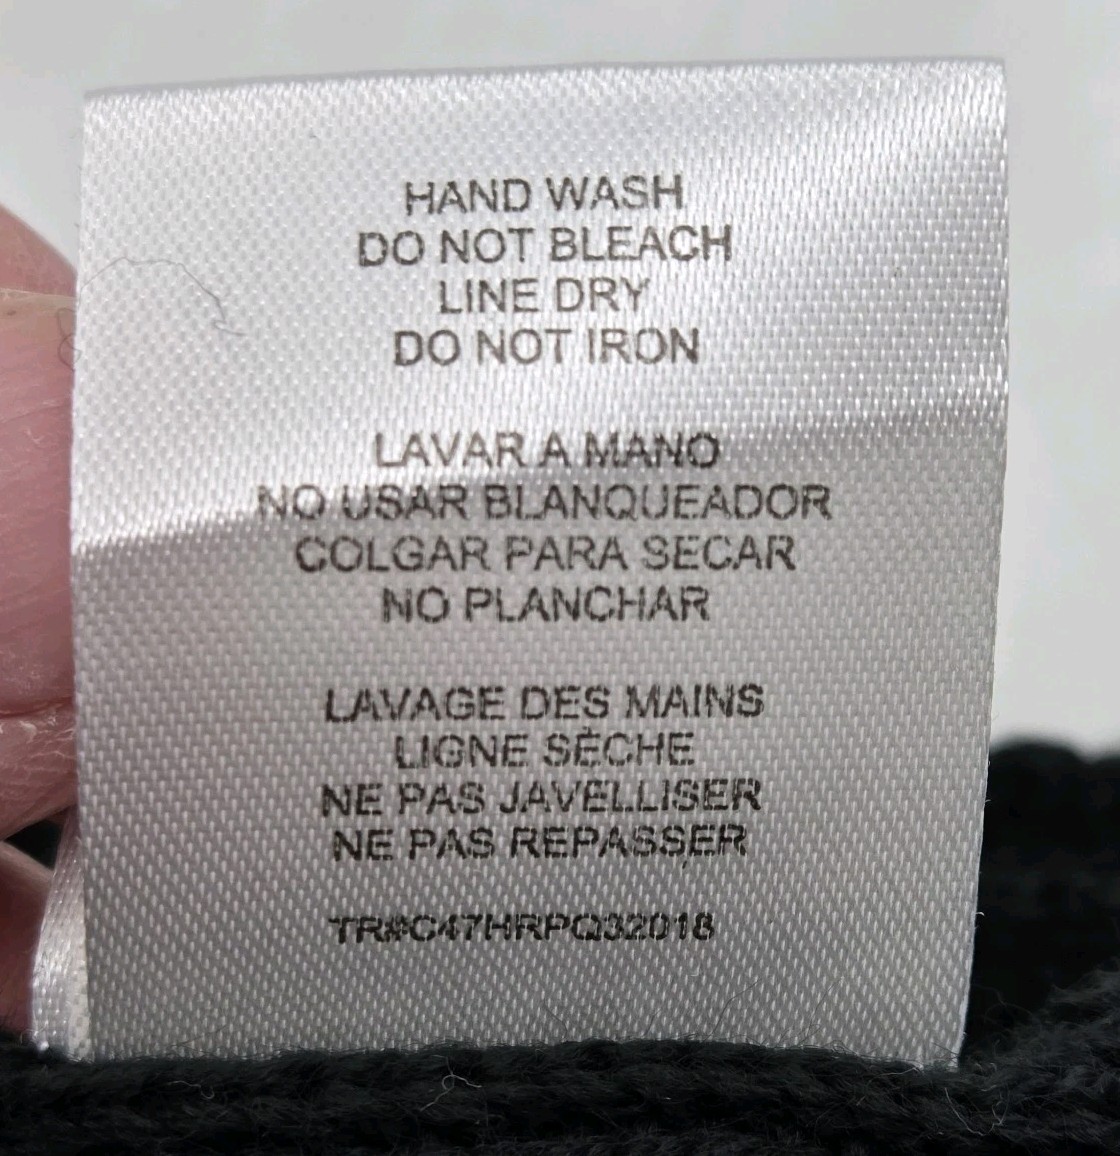 HAND WASH
DO NOT BLEACH
LINE DRY
DO NOT IRON
LAVAR A MANO
NO USAR BLANQUEADOR
COLGAR PARA SECAR
NO PLANCHAR
LAVAGE DES MAINS
LIGNE SÈCHE
NE PAS JAVELLISER
NE PAS REPASSER
TR#C47HRPQ32018